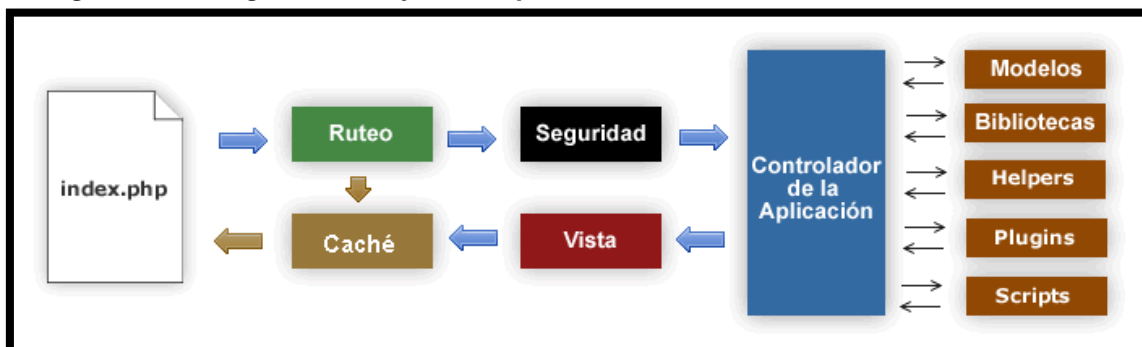 index.php
Ruteo
Seguridad
Caché
Vista
Controlador
de la
Aplicación
Modelos
Bibliotecas
Helpers
Plugins
Scripts